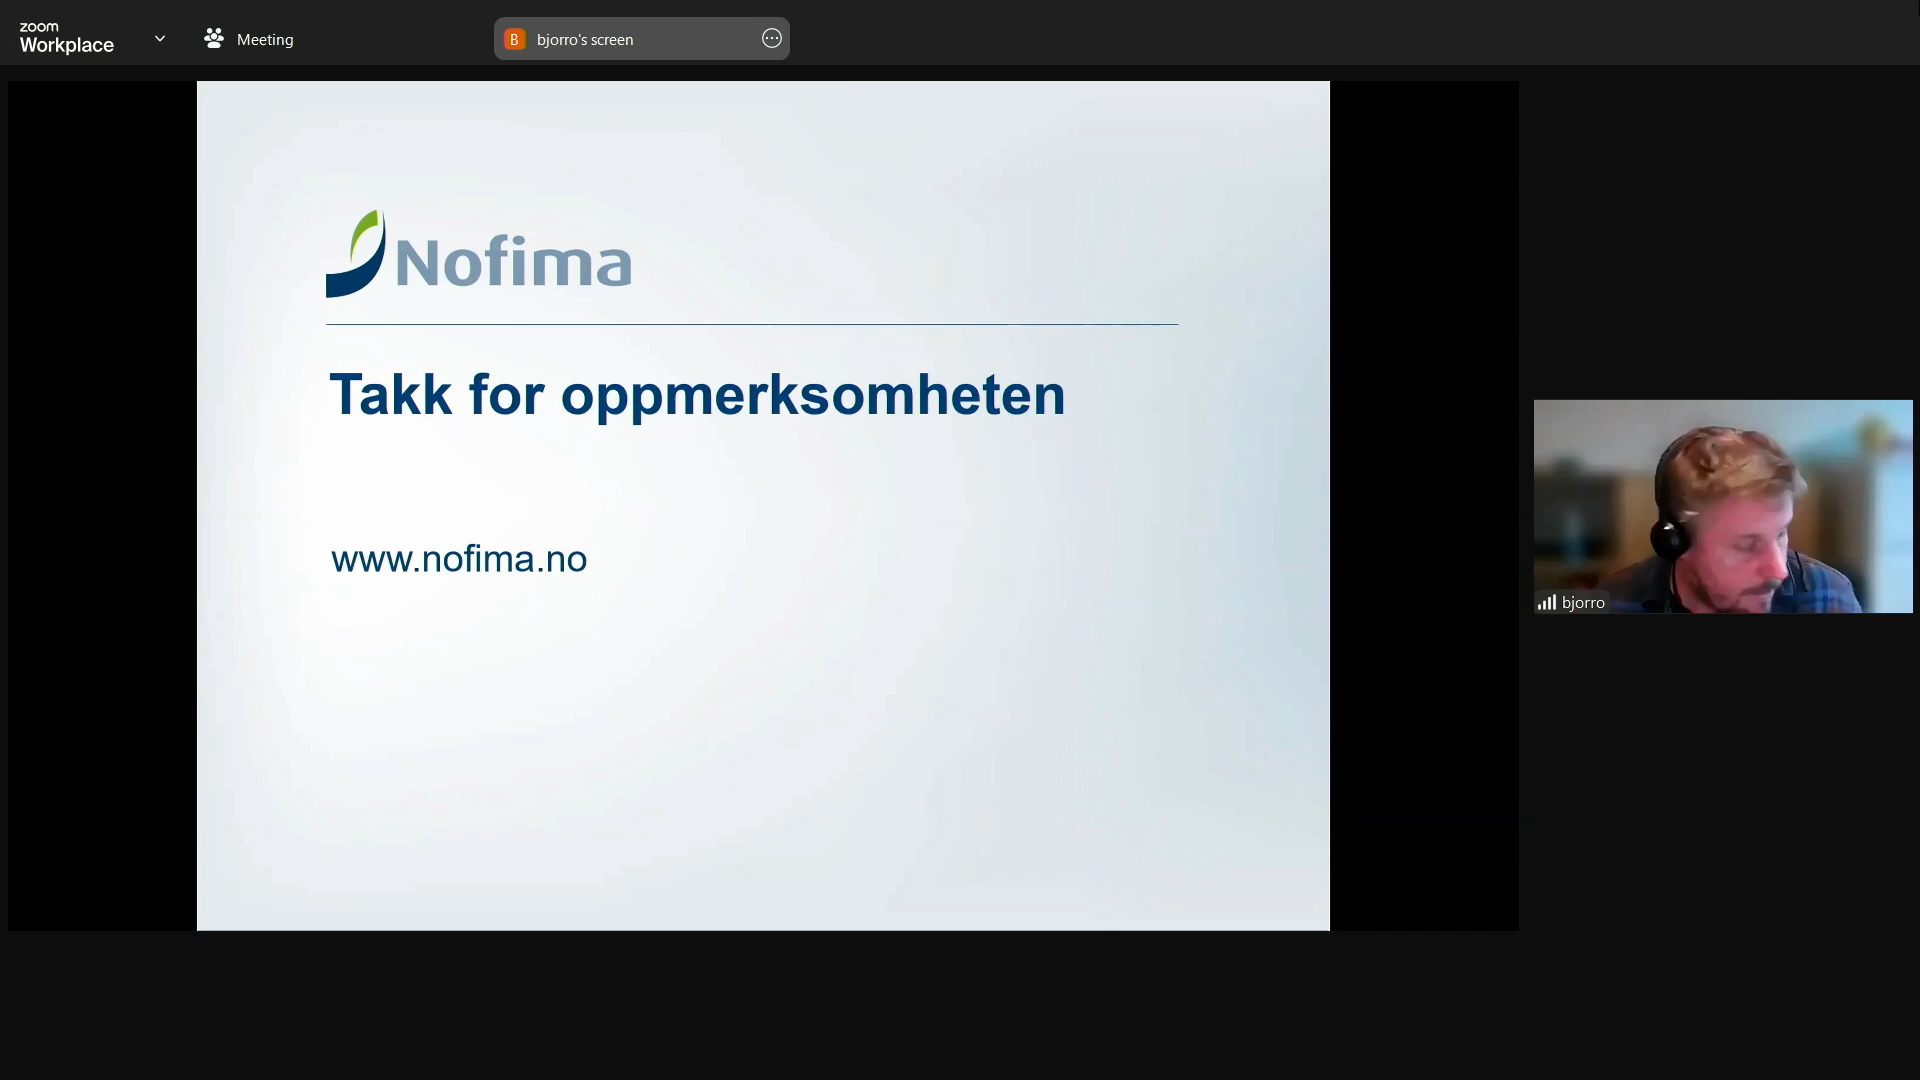 zoom
Workplace
Meeting
B
bjorro's screen
Nofima
Takk for oppmerksomheten
www.nofima.no
bjorro